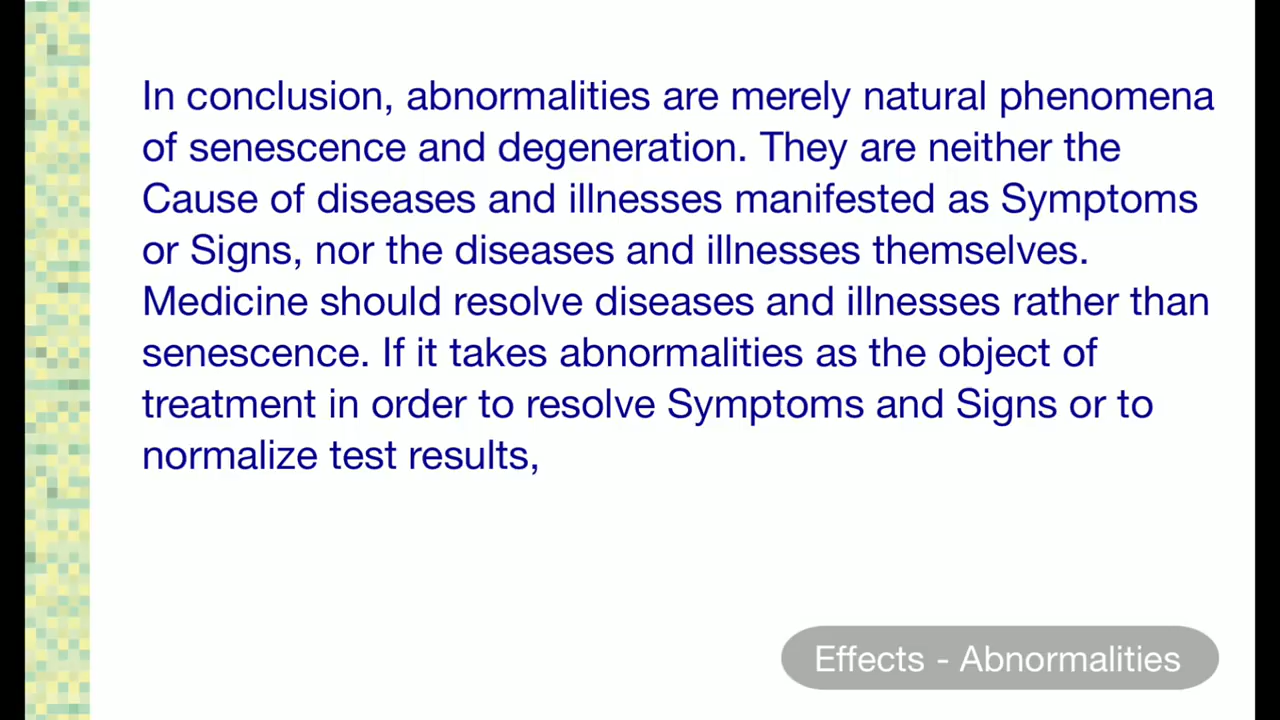 In conclusion, abnormalities are merely natural phenomena
of senescence and degeneration. They are neither the
Cause of diseases and illnesses manifested as Symptoms
or Signs, nor the diseases and illnesses themselves.
Medicine should resolve diseases and illnesses rather than
senescence. If it takes abnormalities as the object of
treatment in order to resolve Symptoms and Signs or to
normalize test results,
Effects - Abnormalities